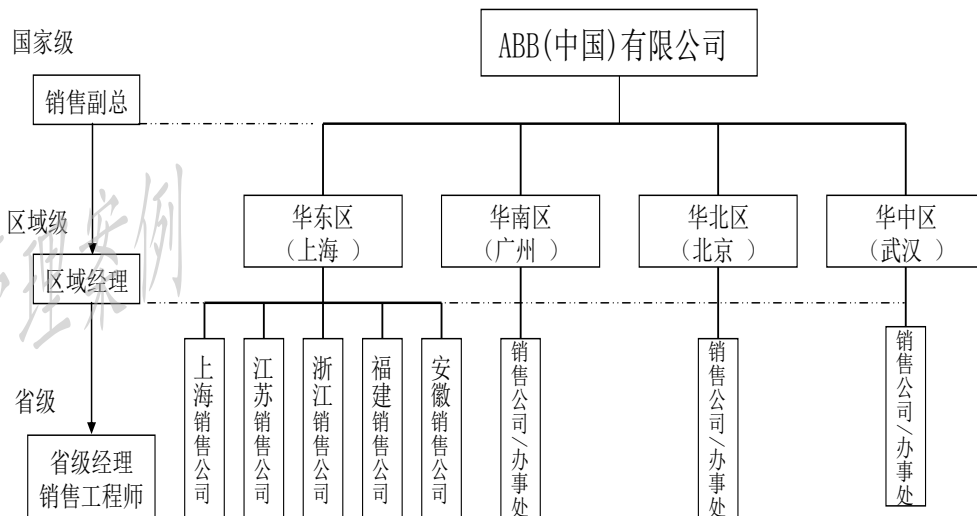 国家级
ABB(中国)有限公司
销售副总
区域级
华东区
（上海 ）
华南区
（广州 ）
华北区
（北京 ）
华中区
（武汉 ）
区域经理
省级
上海销售公司
江苏销售公司
浙江销售公司
福建销售公司
安徽销售公司
销售公司/办事处
销售公司/办事处
销售公司/办事处
省级经理
销售工程师
理案例